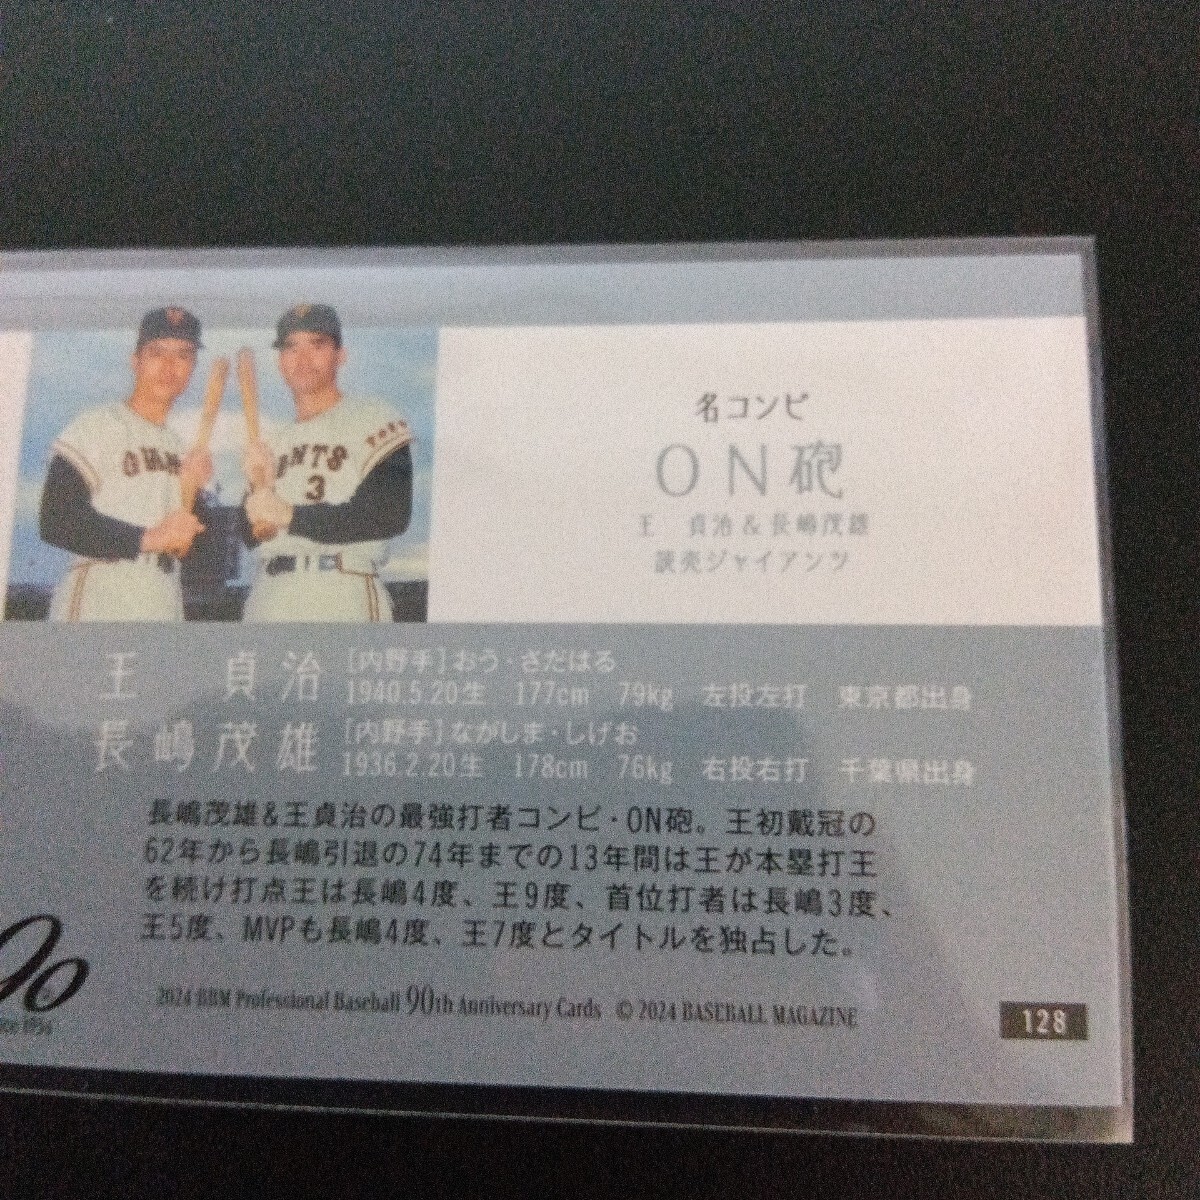 名コンビ
ON砲
王　貞治&長嶋茂雄
読売ジャイアンツ
王　貞治 [内野手]おう・さだはる
1940.5.20生　177cm　79kg　左投左打　東京都出身
長嶋茂雄 [内野手]ながしま・しげお
1936.2.20生　178cm　76kg　右投右打　千葉県出身
長嶋茂雄&王貞治の最強打者コンビ・ON砲。王初戴冠の
62年から長嶋引退の74年までの13年間は王が本塁打王
を続け打点王は長嶋4度、王9度、首位打者は長嶋3度、
王5度、MVPも長嶋4度、王7度とタイトルを独占した。
2024 BBM Professional Baseball 90th Anniversary Cards © 2024 BASEBALL MAGAZINE
128
3
1934